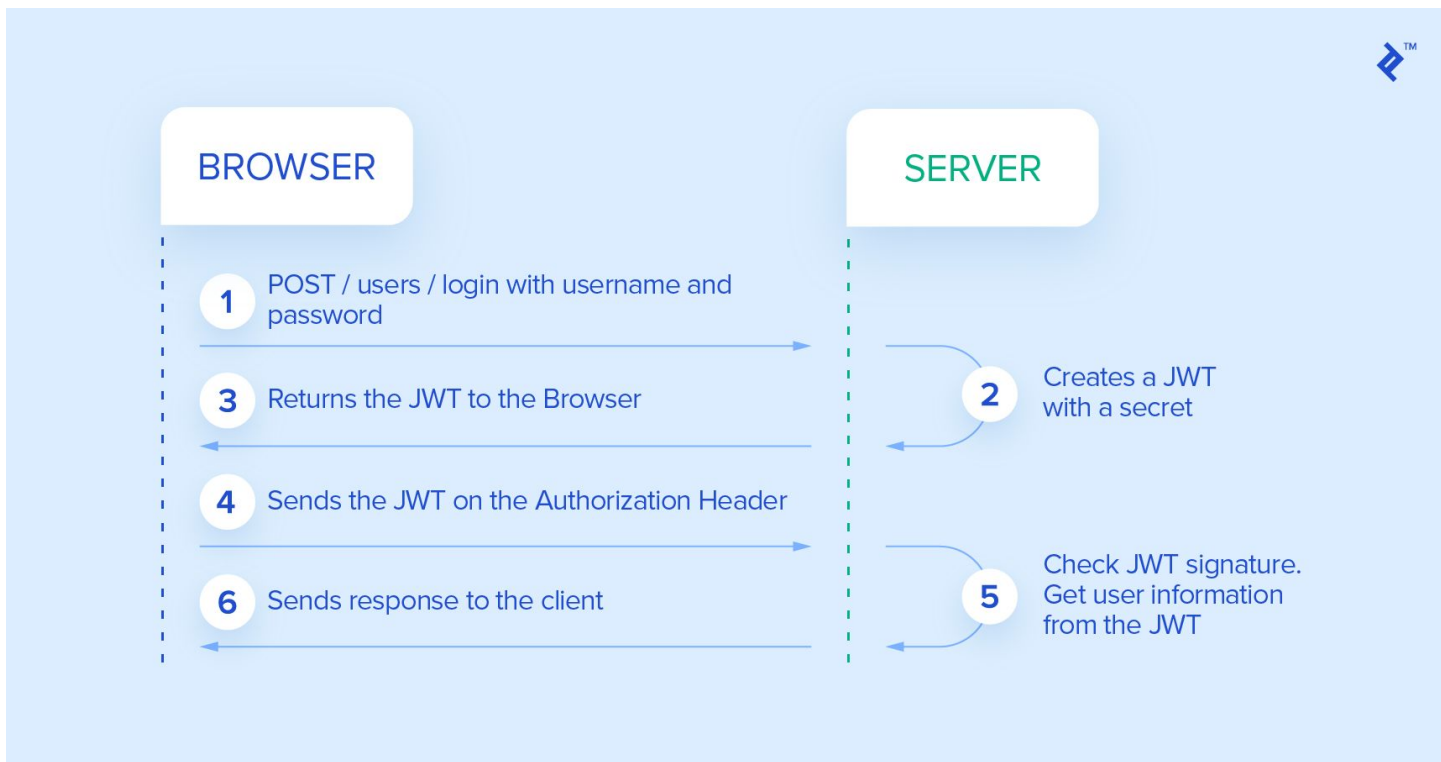 TM
BROWSER
SERVER
1
POST / users / login with username and
password
2
Creates a JWT
with a secret
3
Returns the JWT to the Browser
4
Sends the JWT on the Authorization Header
5
Check JWT signature.
Get user information
from the JWT
6
Sends response to the client